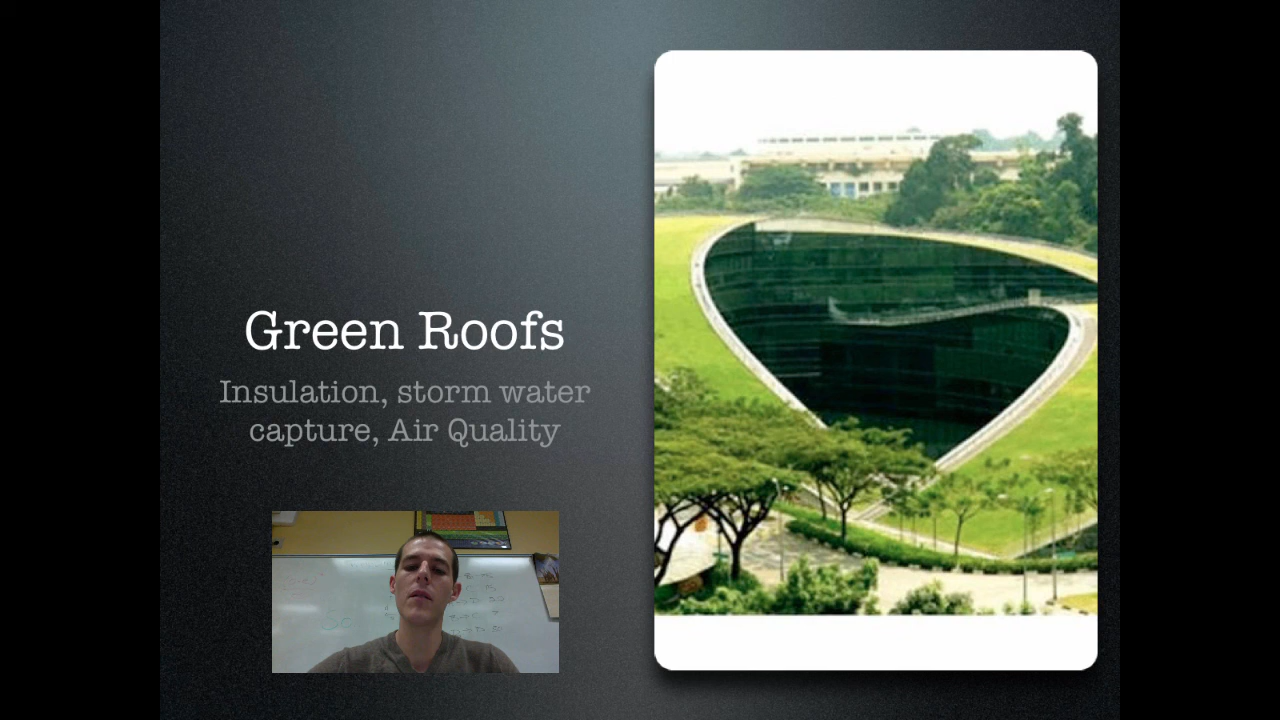 Green Roofs
Insulation, storm water
capture, Air Quality